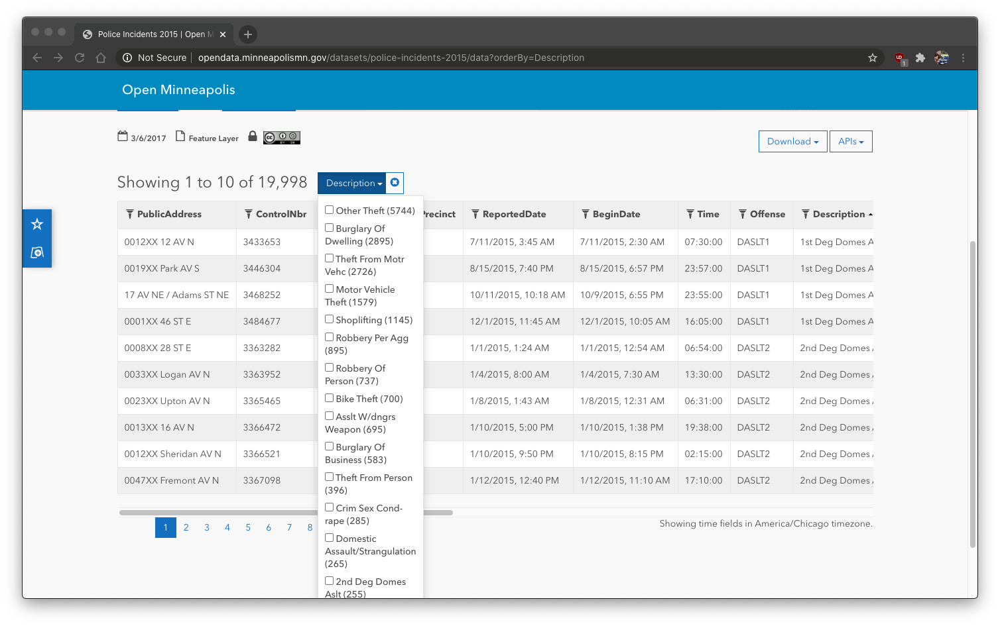 Police Incidents 2015 | Open M
Not Secure
opendata.minneapolismn.gov/datasets/police-incidents-2015/data?orderBy=Description
1
Open Minneapolis
3/6/2017 Feature Layer
Download APIs
Showing 1 to 10 of 19,998 Description
PublicAddress ControlNbr Precinct ReportedDate BeginDate Time Offense Description
0012XX 12 AV N 3433653 7/11/2015, 3:45 AM 7/11/2015, 2:30 AM 07:30:00 DASLT1 1st Deg Domes A
0019XX Park AV S 3446304 8/15/2015, 7:40 PM 8/15/2015, 6:57 PM 23:57:00 DASLT1 1st Deg Domes A
17 AV NE / Adams ST NE 3468252 10/11/2015, 10:18 AM 10/9/2015, 6:55 PM 23:55:00 DASLT1 1st Deg Domes A
0001XX 46 ST E 3484677 12/1/2015, 11:45 AM 12/1/2015, 10:05 AM 16:05:00 DASLT1 1st Deg Domes A
0008XX 28 ST E 3363282 1/1/2015, 1:24 AM 1/1/2015, 12:54 AM 06:54:00 DASLT2 2nd Deg Domes A
0033XX Logan AV N 3363952 1/4/2015, 8:00 AM 1/4/2015, 7:30 AM 13:30:00 DASLT2 2nd Deg Domes
0023XX Upton AV N 3365465 1/8/2015, 1:43 AM 1/8/2015, 12:31 AM 06:31:00 DASLT2 2nd Deg Domes
0013XX 16 AV N 3366472 1/10/2015, 5:00 PM 1/10/2015, 1:38 PM 19:38:00 DASLT2 2nd Deg Domes
0012XX Sheridan AV N 3366521 1/10/2015, 9:50 PM 1/10/2015, 8:15 PM 02:15:00 DASLT2 2nd Deg Domes
0047XX Fremont AV N 3367098 1/12/2015, 12:40 PM 1/12/2015, 11:10 AM 17:10:00 DASLT2 2nd Deg Domes
Other Theft (5744)
Burglary Of
Dwelling (2895)
Theft From Motr
Vehc (2726)
Motor Vehicle
Theft (1579)
Shoplifting (1145)
Robbery Per Agg
(895)
Robbery Of
Person (737)
Bike Theft (700)
Asslt W/dngrs
Weapon (695)
Burglary Of
Business (583)
Theft From Person
(396)
Crim Sex Cond-
rape (285)
Domestic
Assault/Strangulation
(265)
2nd Deg Domes
Aslt (255)
1 2 3 4 5 6 7 8
Showing time fields in America/Chicago timezone.